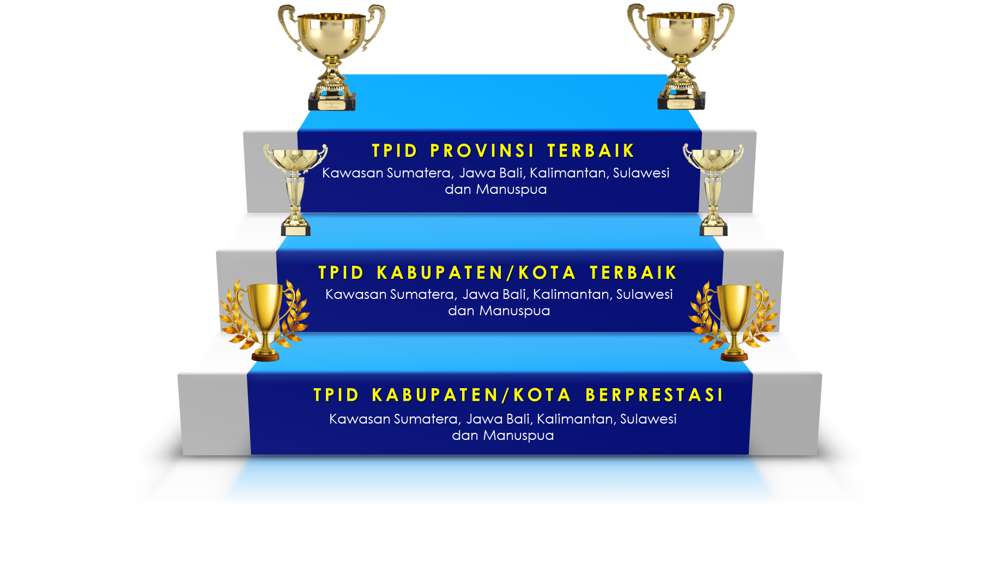 TPID PROVINSI TERBAIK
Kawasan Sumatera, Jawa Bali, Kalimantan, Sulawesi
dan Manuspua
TPID KABUPATEN/KOTA TERBAIK
Kawasan Sumatera, Jawa Bali, Kalimantan, Sulawesi
dan Manuspua
TPID KABUPATEN/KOTA BERPRESTASI
Kawasan Sumatera, Jawa Bali, Kalimantan, Sulawesi
dan Manuspua